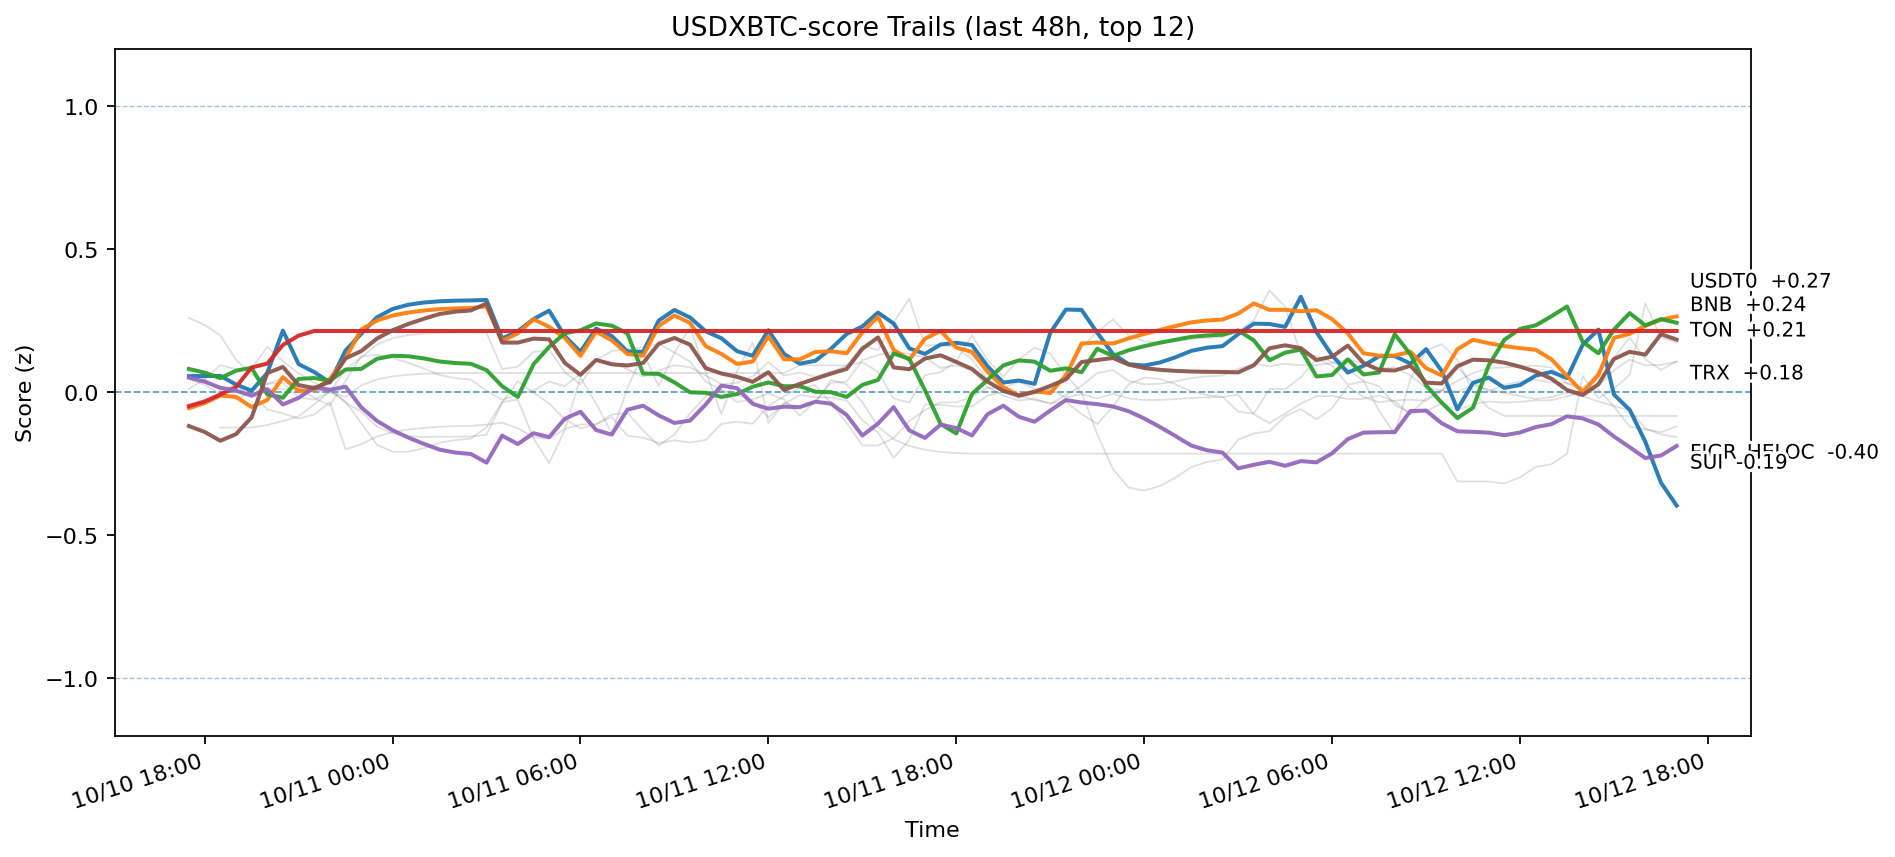 USDXBTC-score Trails (last 48h, top 12)
Score (z)
1.0
0.5
0.0
−0.5
−1.0
USDT0 +0.27
BNB +0.24
TON +0.21
TRX +0.18
FIGR_HELOC -0.40
SUI -0.19
10/10 18:00
10/11 00:00
10/11 06:00
10/11 12:00
10/11 18:00
10/12 00:00
10/12 06:00
10/12 12:00
10/12 18:00
Time